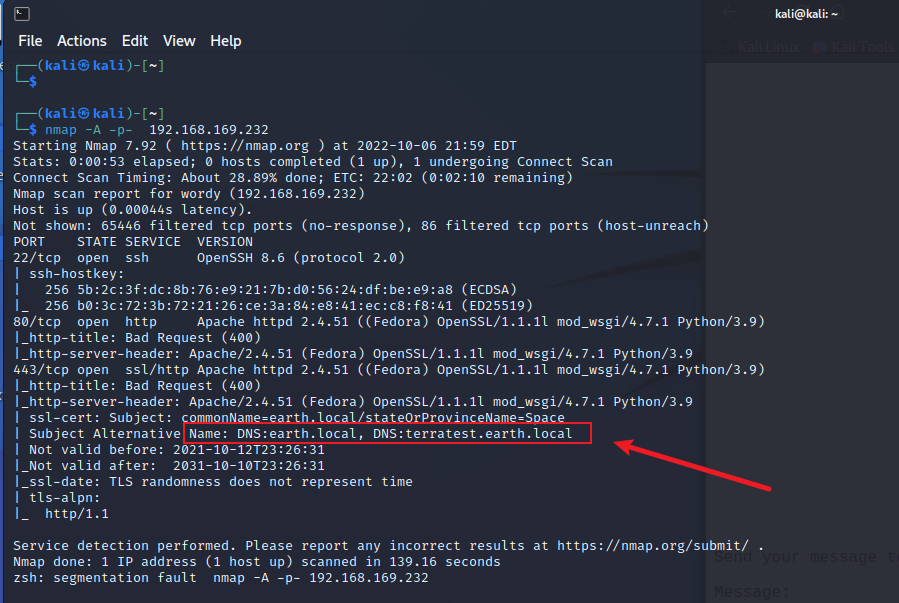 kali@kali: ~
File Actions Edit View Help
Kali Linux Kali Tools
┌──(kali㉿kali)-[~]
└─$
┌──(kali㉿kali)-[~]
└─$ nmap -A -p-  192.168.169.232
Starting Nmap 7.92 ( https://nmap.org ) at 2022-10-06 21:59 EDT
Stats: 0:00:53 elapsed; 0 hosts completed (1 up), 1 undergoing Connect Scan
Connect Scan Timing: About 28.89% done; ETC: 22:02 (0:02:10 remaining)
Nmap scan report for wordy (192.168.169.232)
Host is up (0.00044s latency).
Not shown: 65446 filtered tcp ports (no-response), 86 filtered tcp ports (host-unreach)
PORT    STATE SERVICE  VERSION
22/tcp  open  ssh      OpenSSH 8.6 (protocol 2.0)
| ssh-hostkey:
|   256 5b:2c:3f:dc:8b:76:e9:21:7b:d0:56:24:df:be:e9:a8 (ECDSA)
|_  256 b0:3c:72:3b:72:21:26:ce:3a:84:e8:41:ec:c8:f8:41 (ED25519)
80/tcp  open  http     Apache httpd 2.4.51 ((Fedora) OpenSSL/1.1.1l mod_wsgi/4.7.1 Python/3.9)
|_http-title: Bad Request (400)
|_http-server-header: Apache/2.4.51 (Fedora) OpenSSL/1.1.1l mod_wsgi/4.7.1 Python/3.9
443/tcp open  ssl/http Apache httpd 2.4.51 ((Fedora) OpenSSL/1.1.1l mod_wsgi/4.7.1 Python/3.9)
|_http-title: Bad Request (400)
|_http-server-header: Apache/2.4.51 (Fedora) OpenSSL/1.1.1l mod_wsgi/4.7.1 Python/3.9
| ssl-cert: Subject: commonName=earth.local/stateOrProvinceName=Space
| Subject Alternative Name: DNS:earth.local, DNS:terratest.earth.local
| Not valid before: 2021-10-12T23:26:31
|_Not valid after:  2031-10-10T23:26:31
|_ssl-date: TLS randomness does not represent time
| tls-alpn:
|_  http/1.1
Service detection performed. Please report any incorrect results at https://nmap.org/submit/ .
Nmap done: 1 IP address (1 host up) scanned in 139.16 seconds
zsh: segmentation fault  nmap -A -p- 192.168.169.232
Send your message
Message: